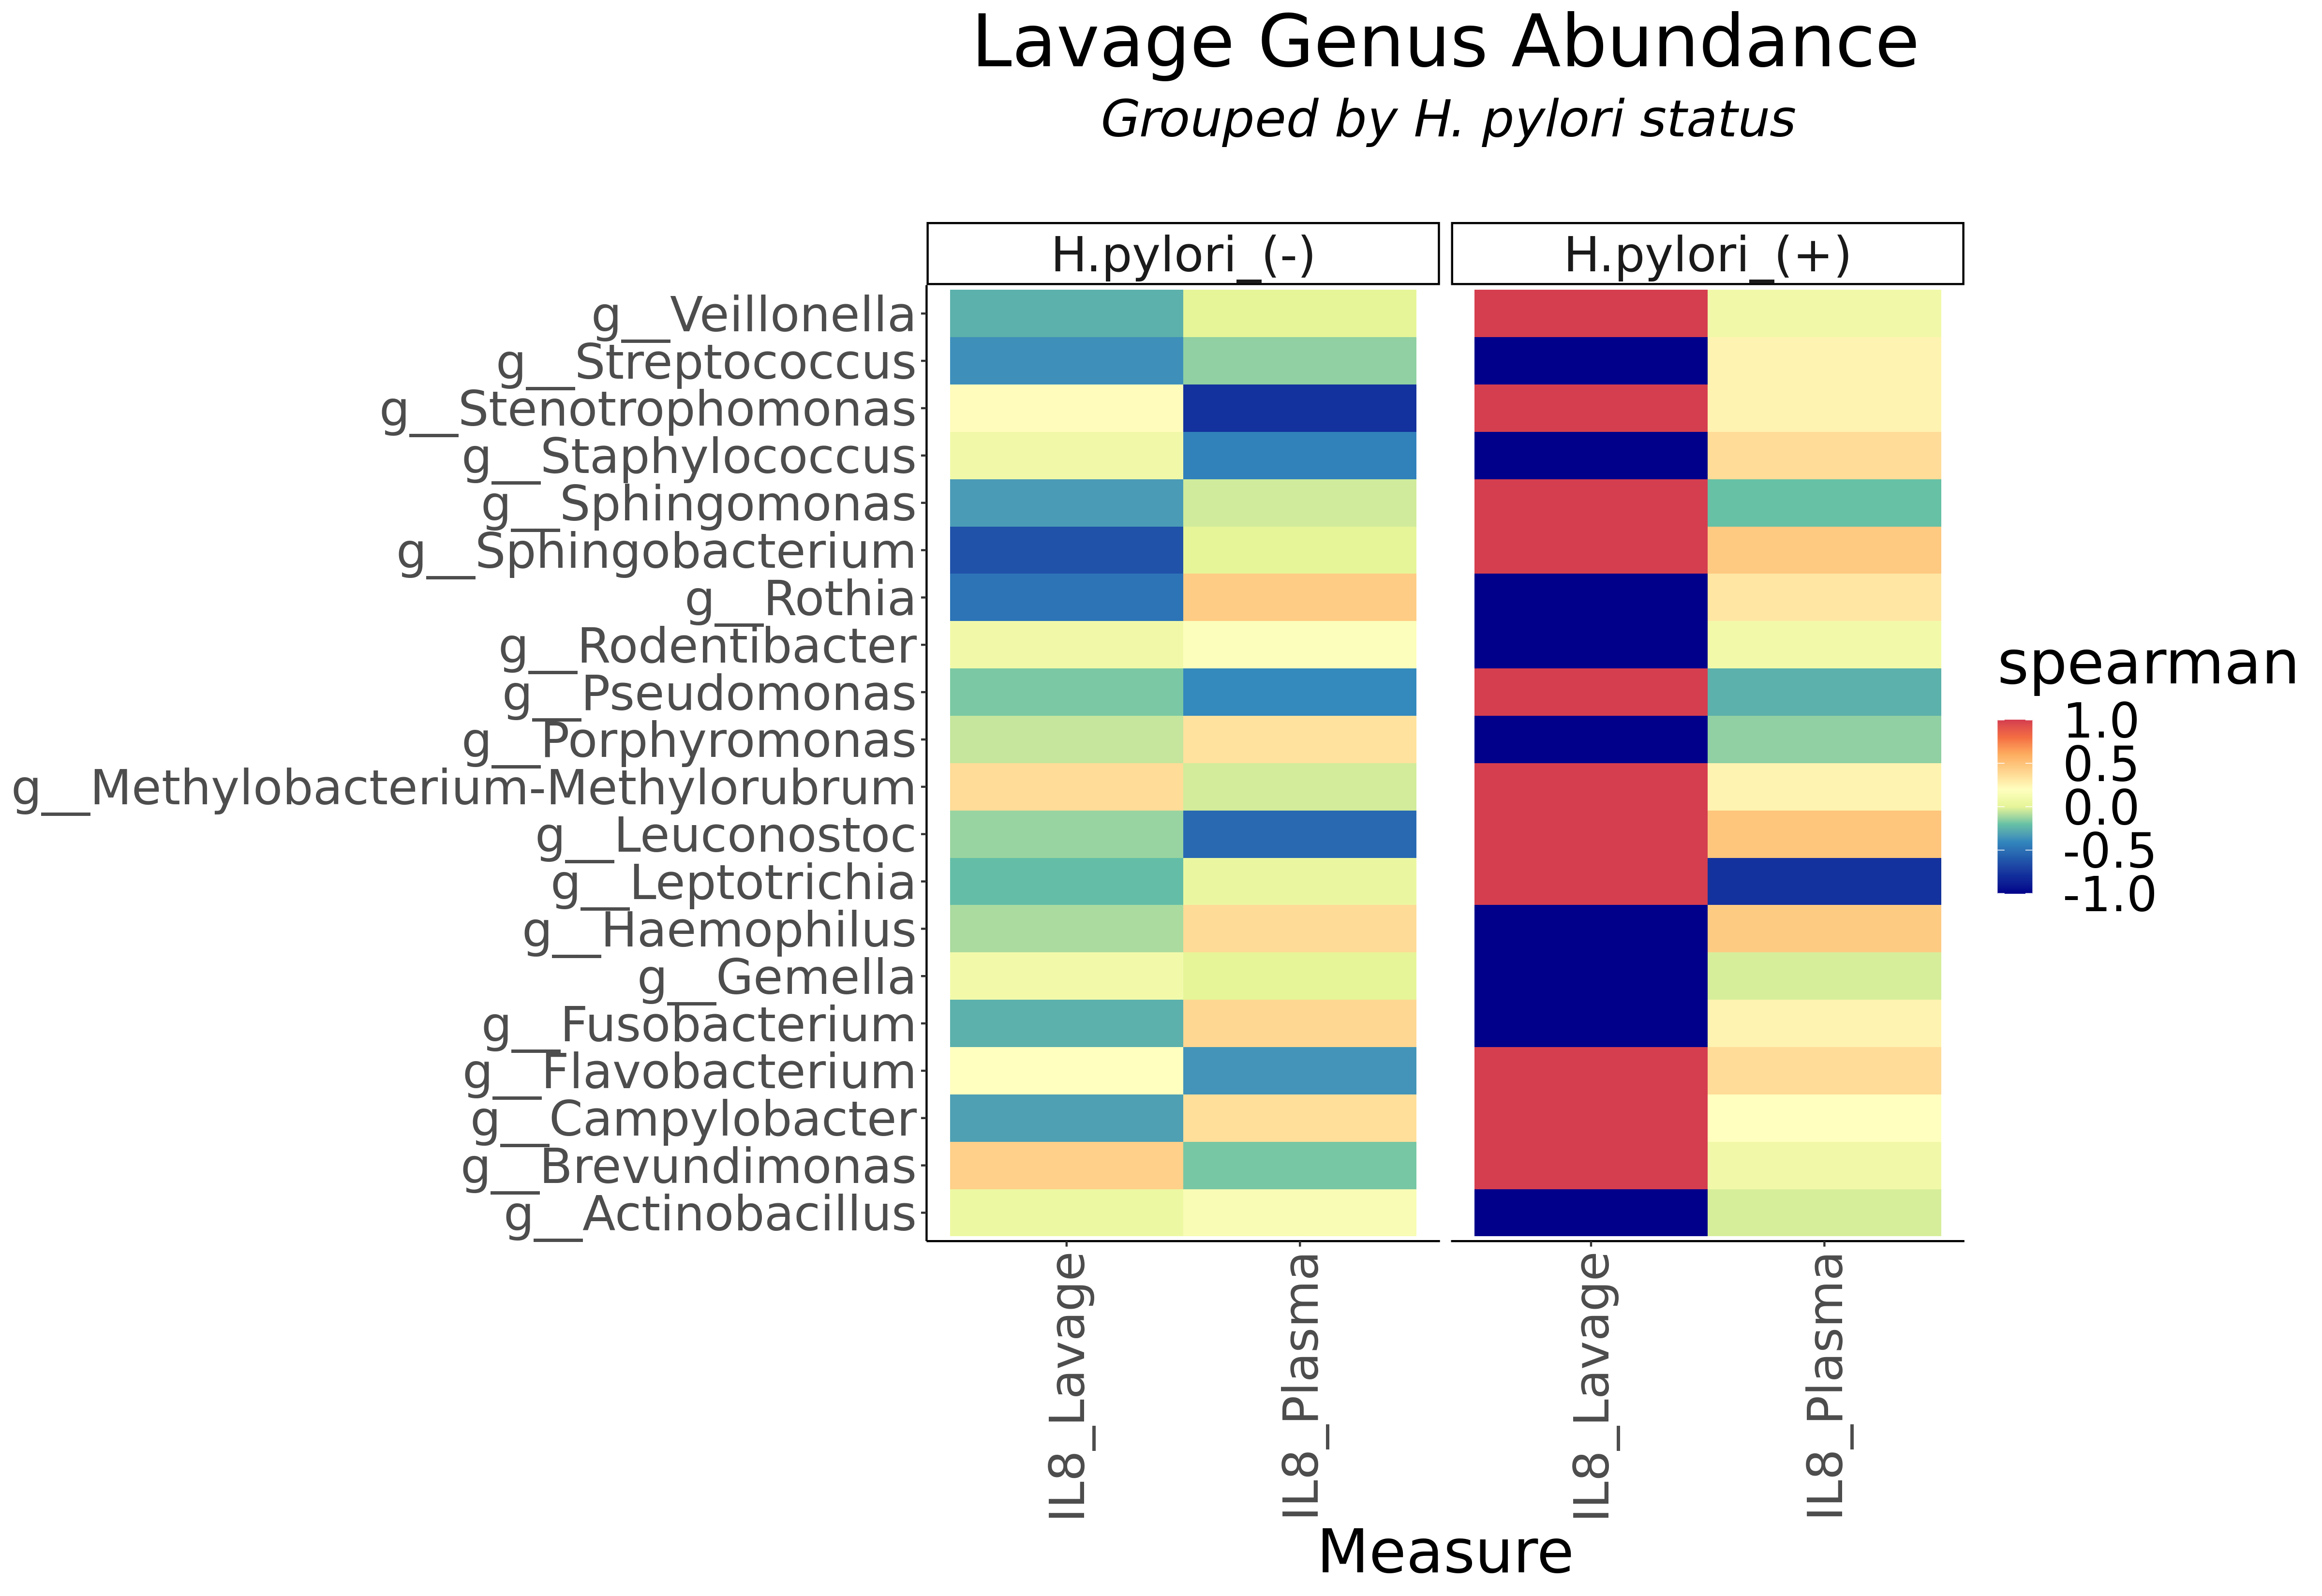 Lavage Genus Abundance
Grouped by H. pylori status
H.pylori_(-)
H.pylori_(+)
g__Veillonella
g__Streptococcus
g__Stenotrophomonas
g__Staphylococcus
g__Sphingomonas
g__Sphingobacterium
g__Rothia
g__Rodentibacter
g__Pseudomonas
g__Porphyromonas
g__Methylobacterium-Methylorubrum
g__Leuconostoc
g__Leptotrichia
g__Haemophilus
g__Gemella
g__Fusobacterium
g__Flavobacterium
g__Campylobacter
g__Brevundimonas
g__Actinobacillus
IL8_Lavage
IL8_Plasma
IL8_Lavage
IL8_Plasma
Measure
spearman
1.0
0.5
0.0
-0.5
-1.0